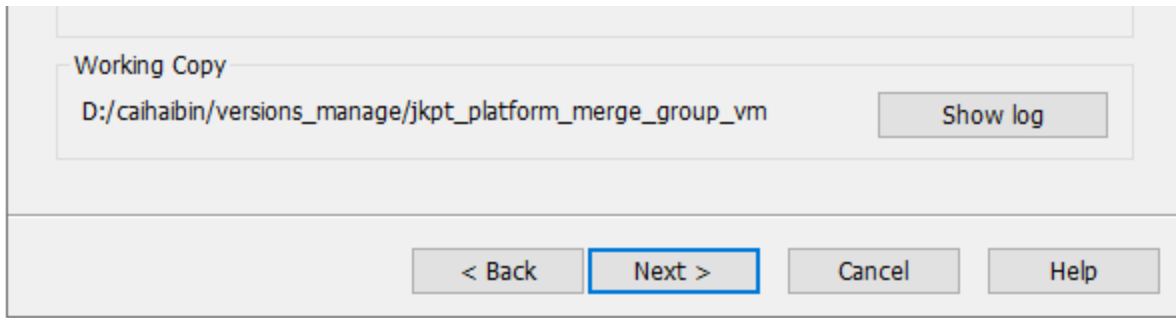 Working Copy
D:/caihaibin/versions_manage/jkpt_platform_merge_group_vm
Show log
< Back
Next >
Cancel
Help